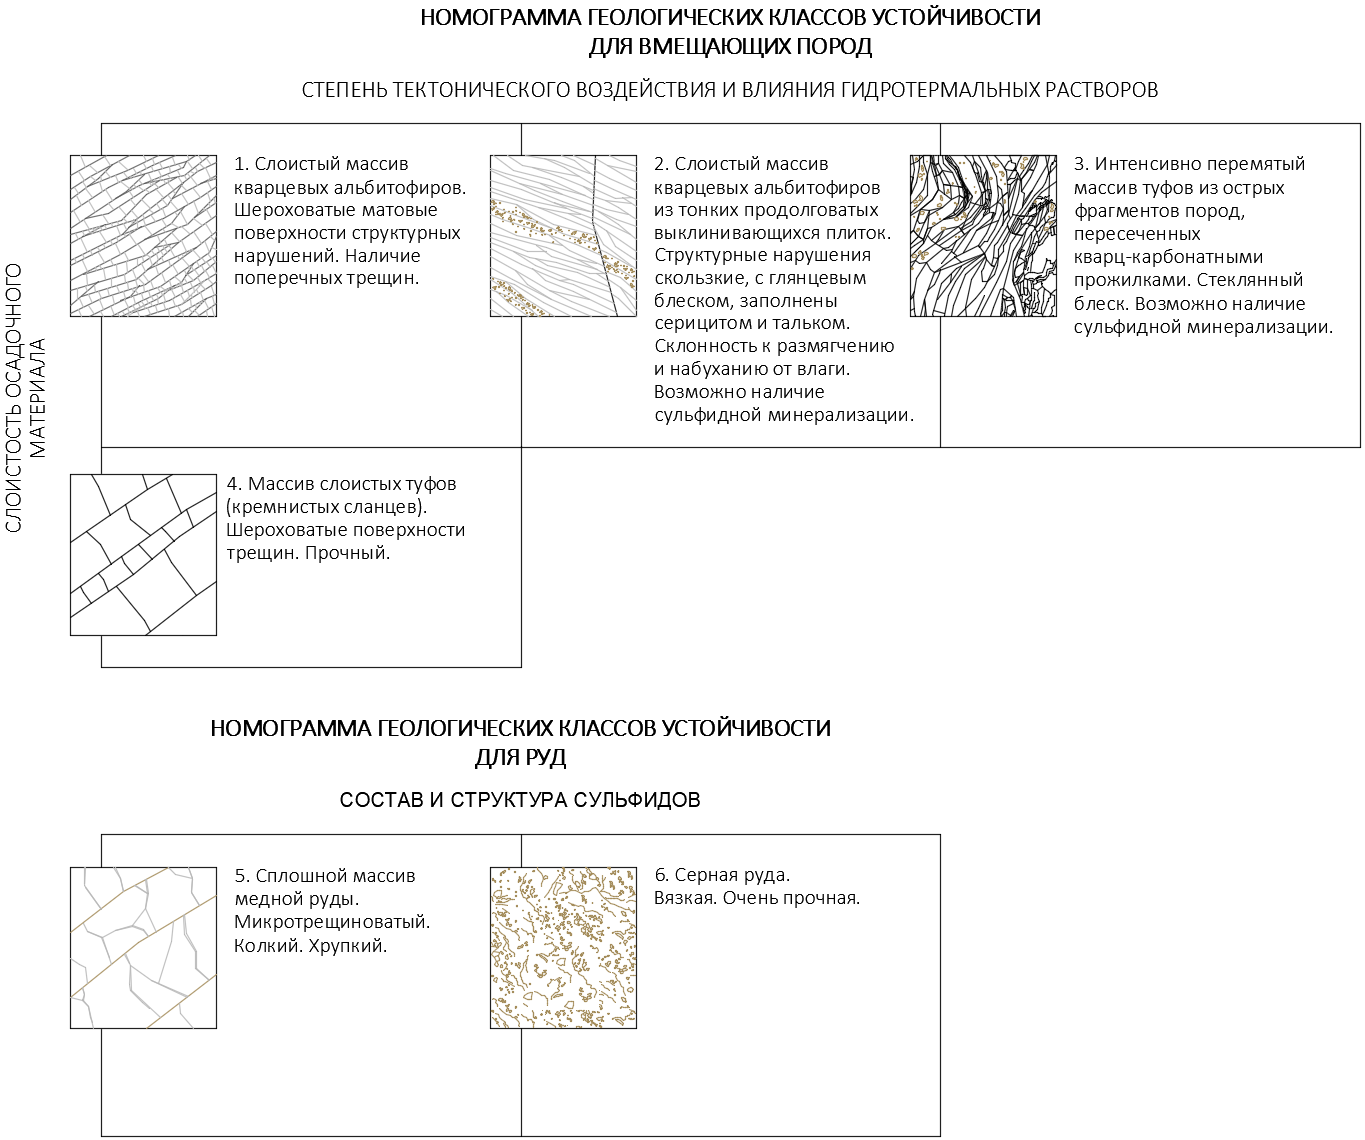 НОМОГРАММА ГЕОЛОГИЧЕСКИХ КЛАССОВ УСТОЙЧИВОСТИ
ДЛЯ ВМЕЩАЮЩИХ ПОРОД
СТЕПЕНЬ ТЕКТОНИЧЕСКОГО ВОЗДЕЙСТВИЯ И ВЛИЯНИЯ ГИДРОТЕРМАЛЬНЫХ РАСТВОРОВ
СЛОИСТОСТЬ ОСАДОЧНОГО
МАТЕРИАЛА
1. Слоистый массив
кварцевых альбитофиров.
Шероховатые матовые
поверхности структурных
нарушений. Наличие
поперечных трещин.
2. Слоистый массив
кварцевых альбитофиров
из тонких продолговатых
выклинивающихся плиток.
Структурные нарушения
скользкие, с глянцевым
блеском, заполнены
серицитом и тальком.
Склонность к размягчению
и набуханию от влаги.
Возможно наличие
сульфидной минерализации.
3. Интенсивно перемятый
массив туфов из острых
фрагментов пород,
пересеченных
кварц-карбонатными
прожилками. Стеклянный
блеск. Возможно наличие
сульфидной минерализации.
4. Массив слоистых туфов
(кремнистых сланцев).
Шероховатые поверхности
трещин. Прочный.
НОМОГРАММА ГЕОЛОГИЧЕСКИХ КЛАССОВ УСТОЙЧИВОСТИ
ДЛЯ РУД
СОСТАВ И СТРУКТУРА СУЛЬФИДОВ
5. Сплошной массив
медной руды.
Микротрещиноватый.
Колкий. Хрупкий.
6. Серная руда.
Вязкая. Очень прочная.